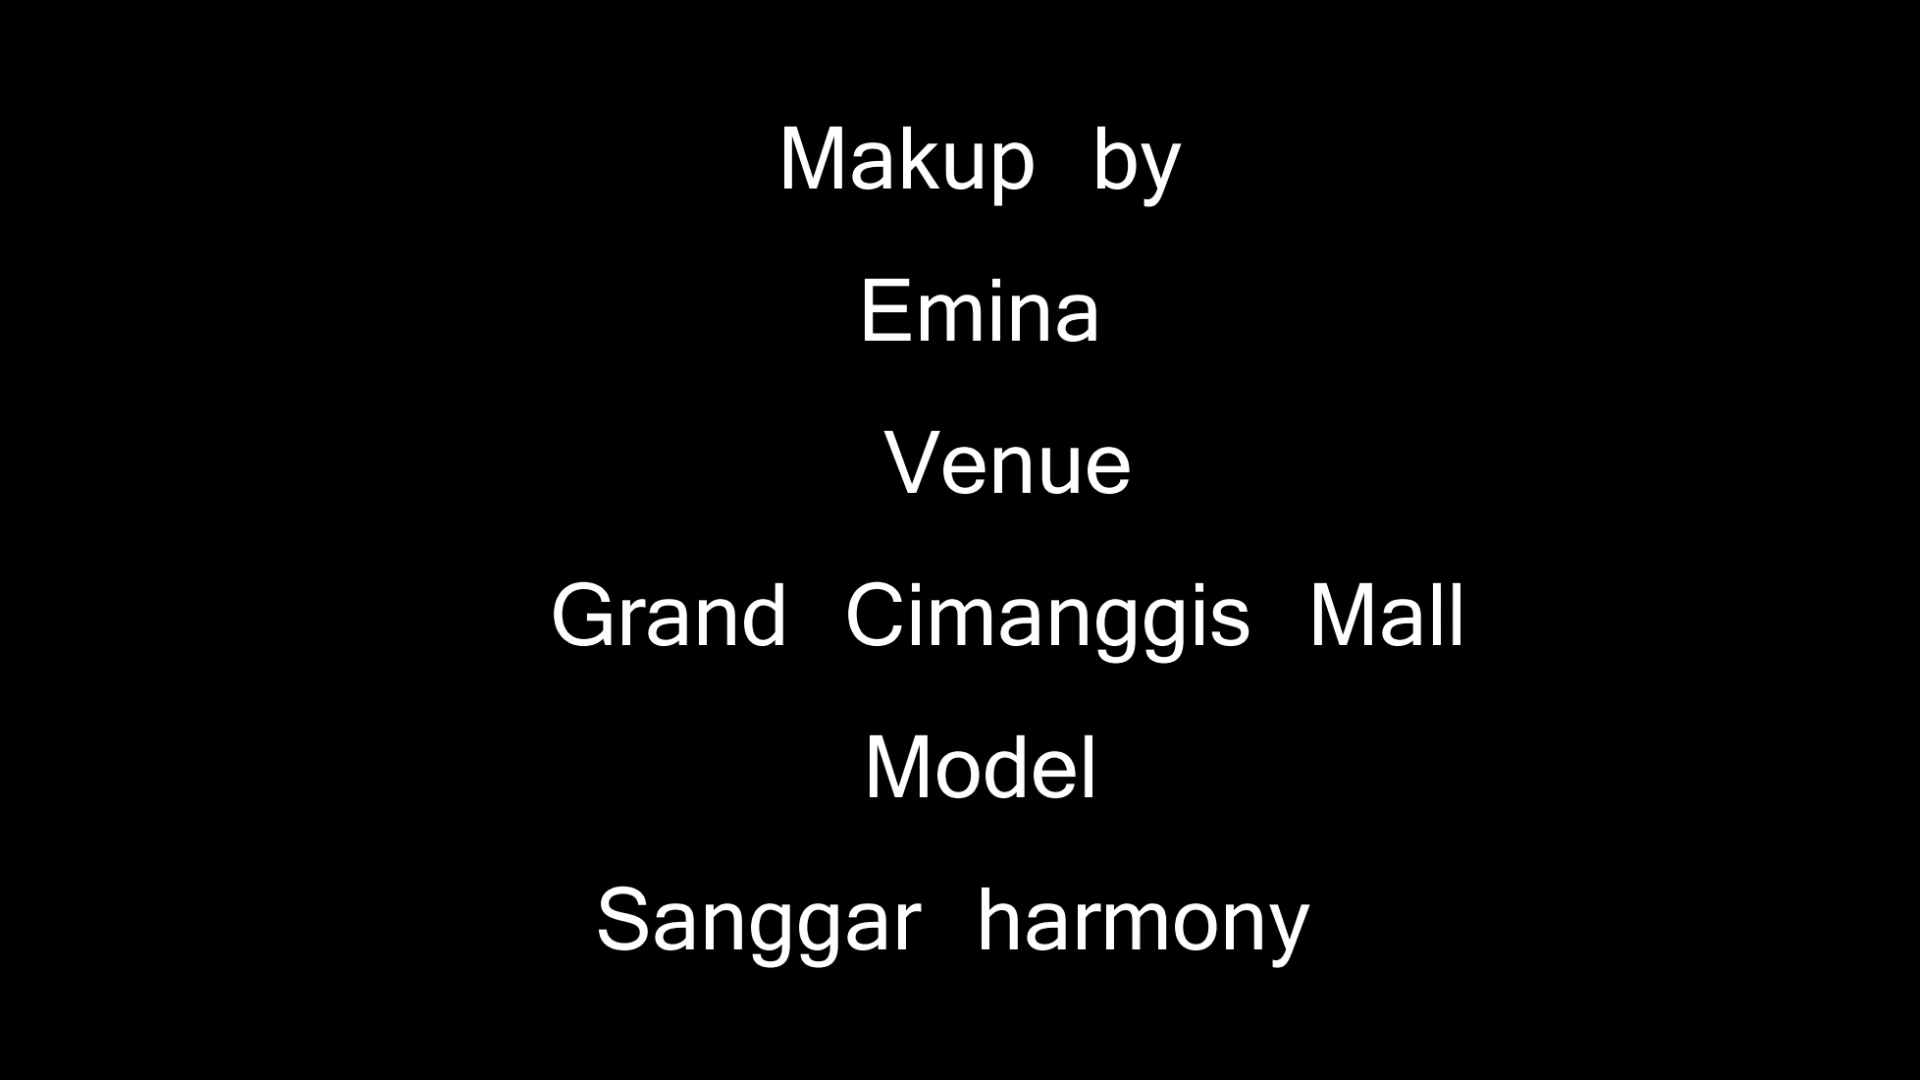 Makup by
Emina
Venue
Grand Cimanggis Mall
Model
Sanggar harmony